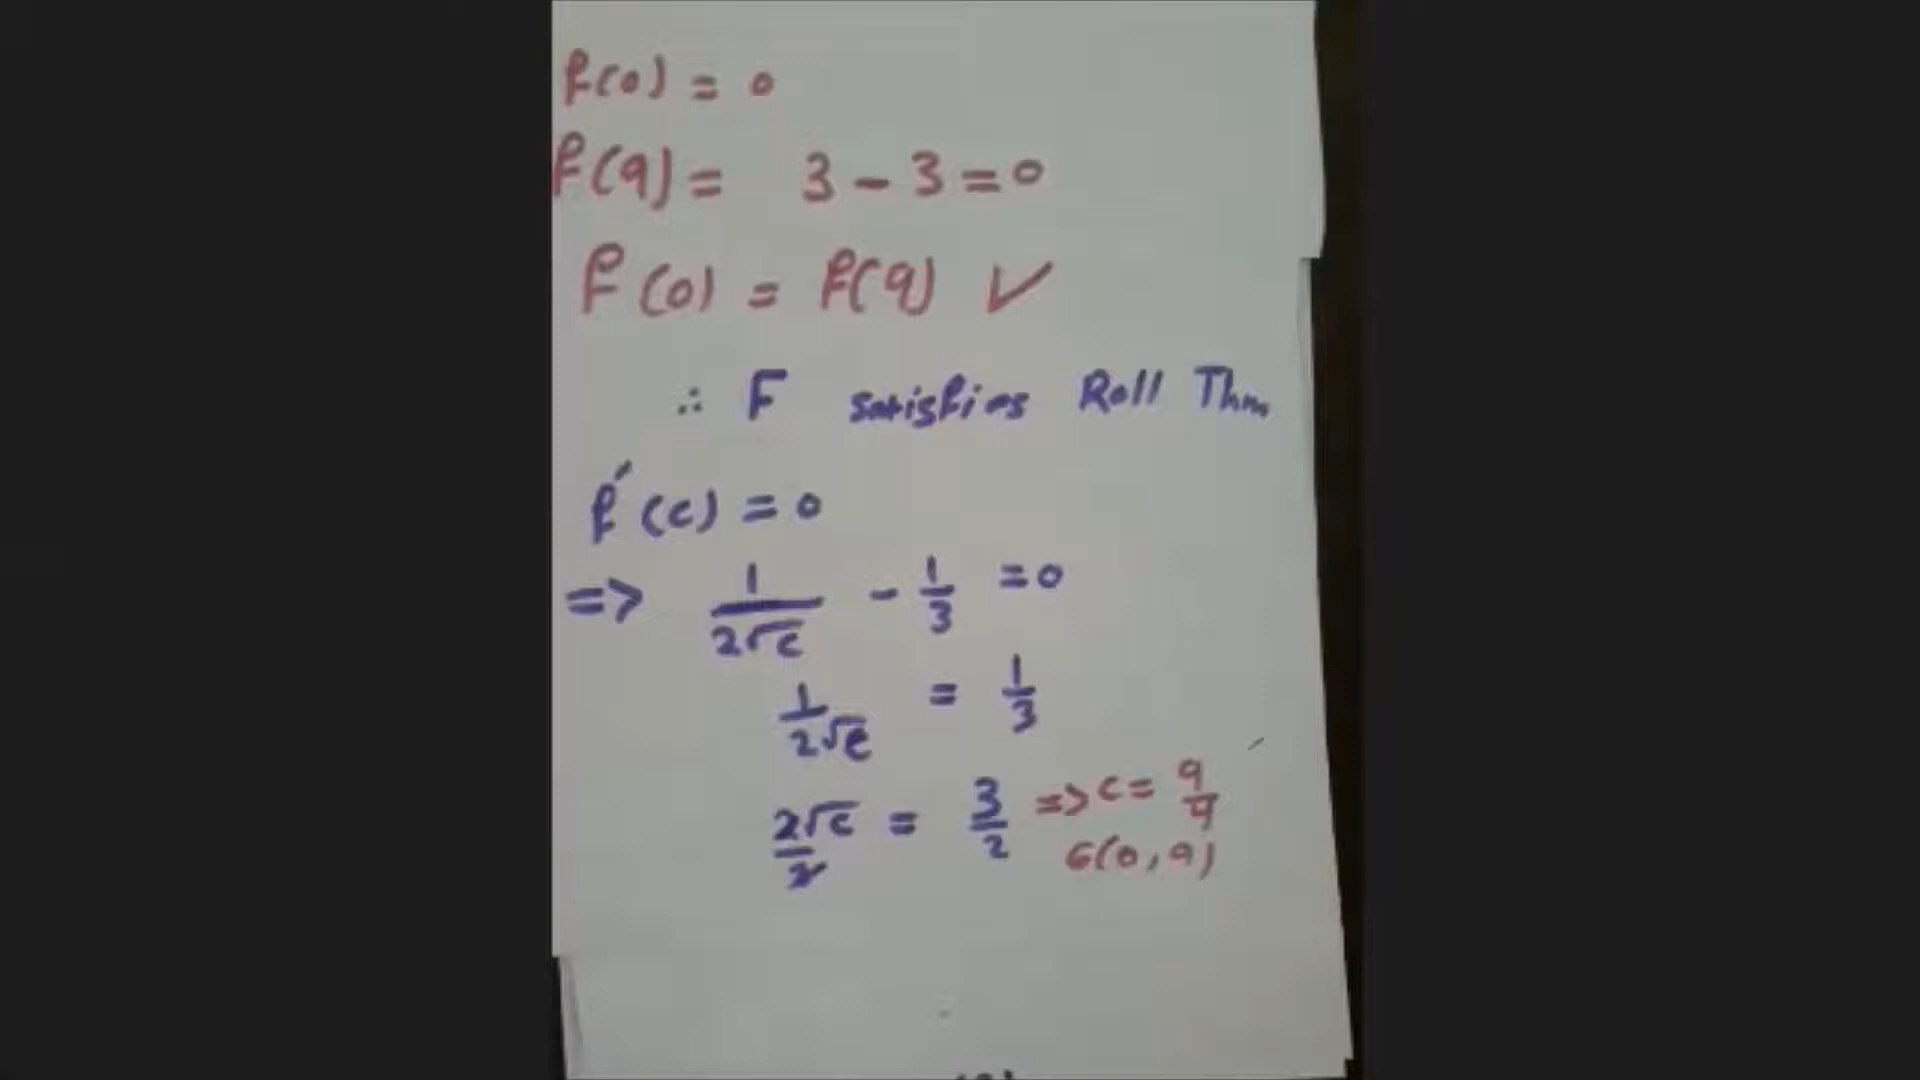 f(0) = 0
f(9) = 3 - 3 = 0
f(0) = f(9) ✓
∴ F satisfies Roll Thm
f'(c) = 0
=> 1/(2√c) - 1/3 = 0
1/(2√c) = 1/3
2√c/2 = 3/2 => c = 9/4
∈(0,9)